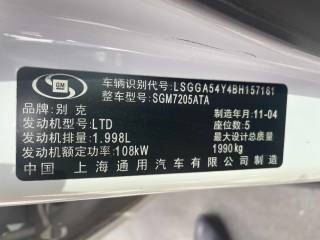 GM
车辆识别代号:LSGGA54Y4BH157161
整车型号:SGM7205ATA
品牌:别克
制造年月:11-04
发动机型号:LTD
座位数:5
发动机排量:1.998L
最大设计总质量
发动机额定功率:108kW
1990kg
中国 上海通用汽车有限公司制造